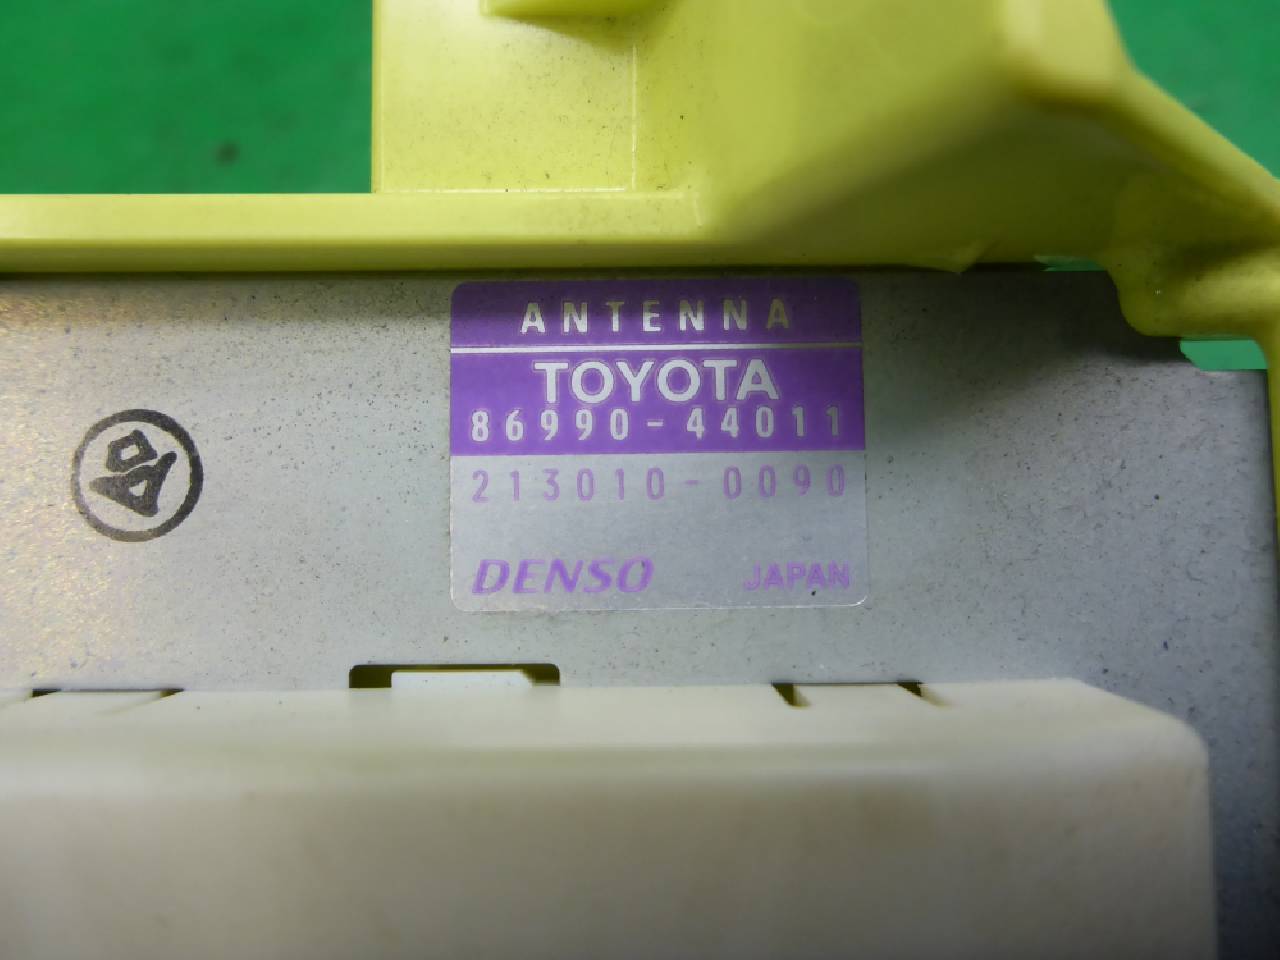 ANTENNA
TOYOTA
86990-44011
213010-0090
DENSO JAPAN